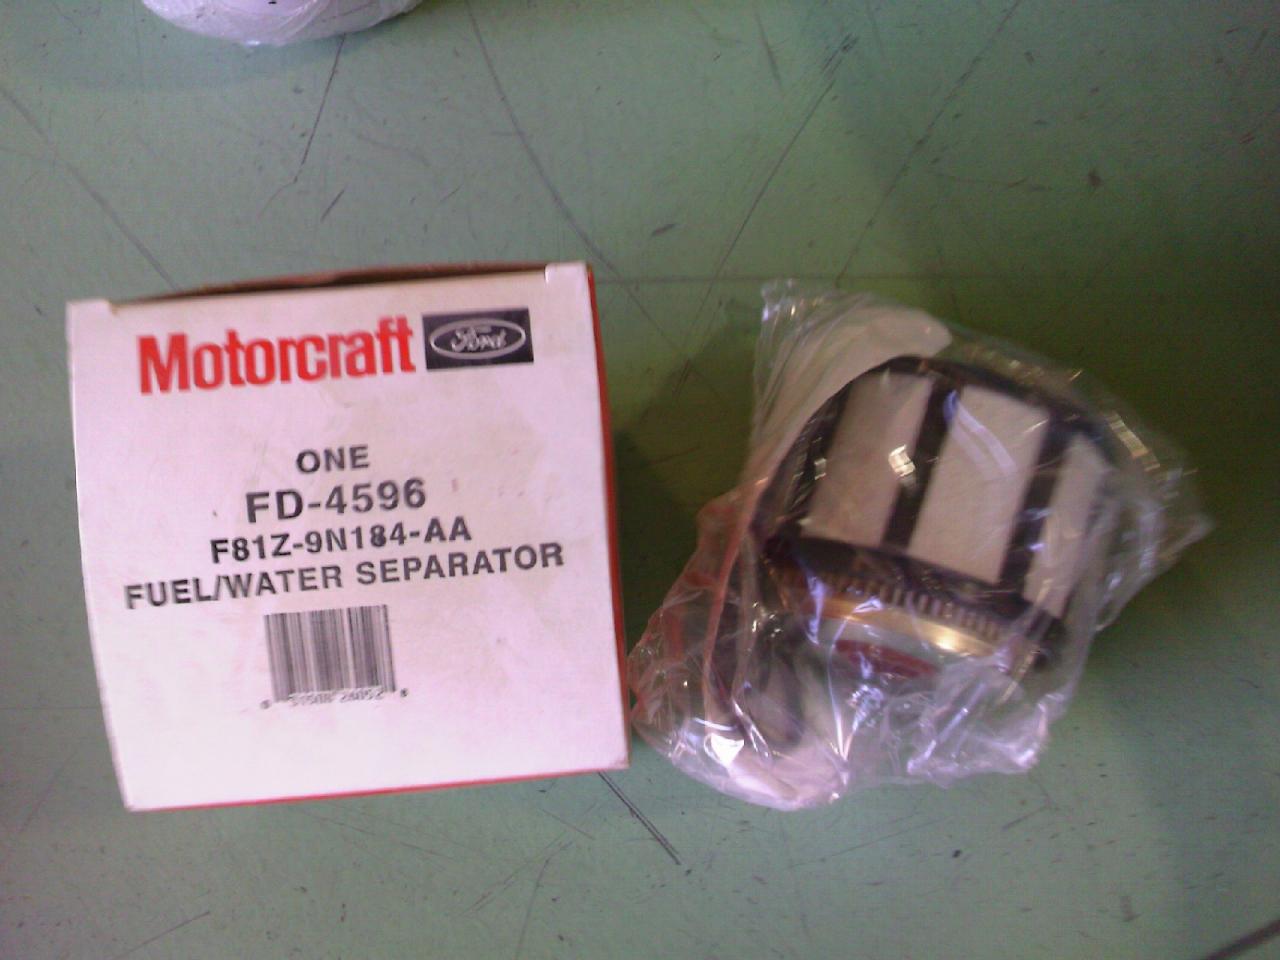 Motorcraft Ford
ONE
FD-4596
F81Z-9N184-AA
FUEL/WATER SEPARATOR